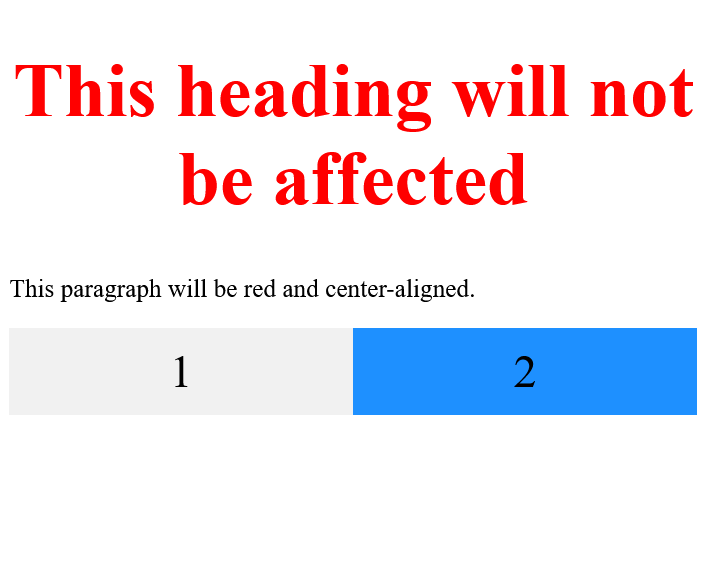 This heading will not
be affected
This paragraph will be red and center-aligned.
1 2